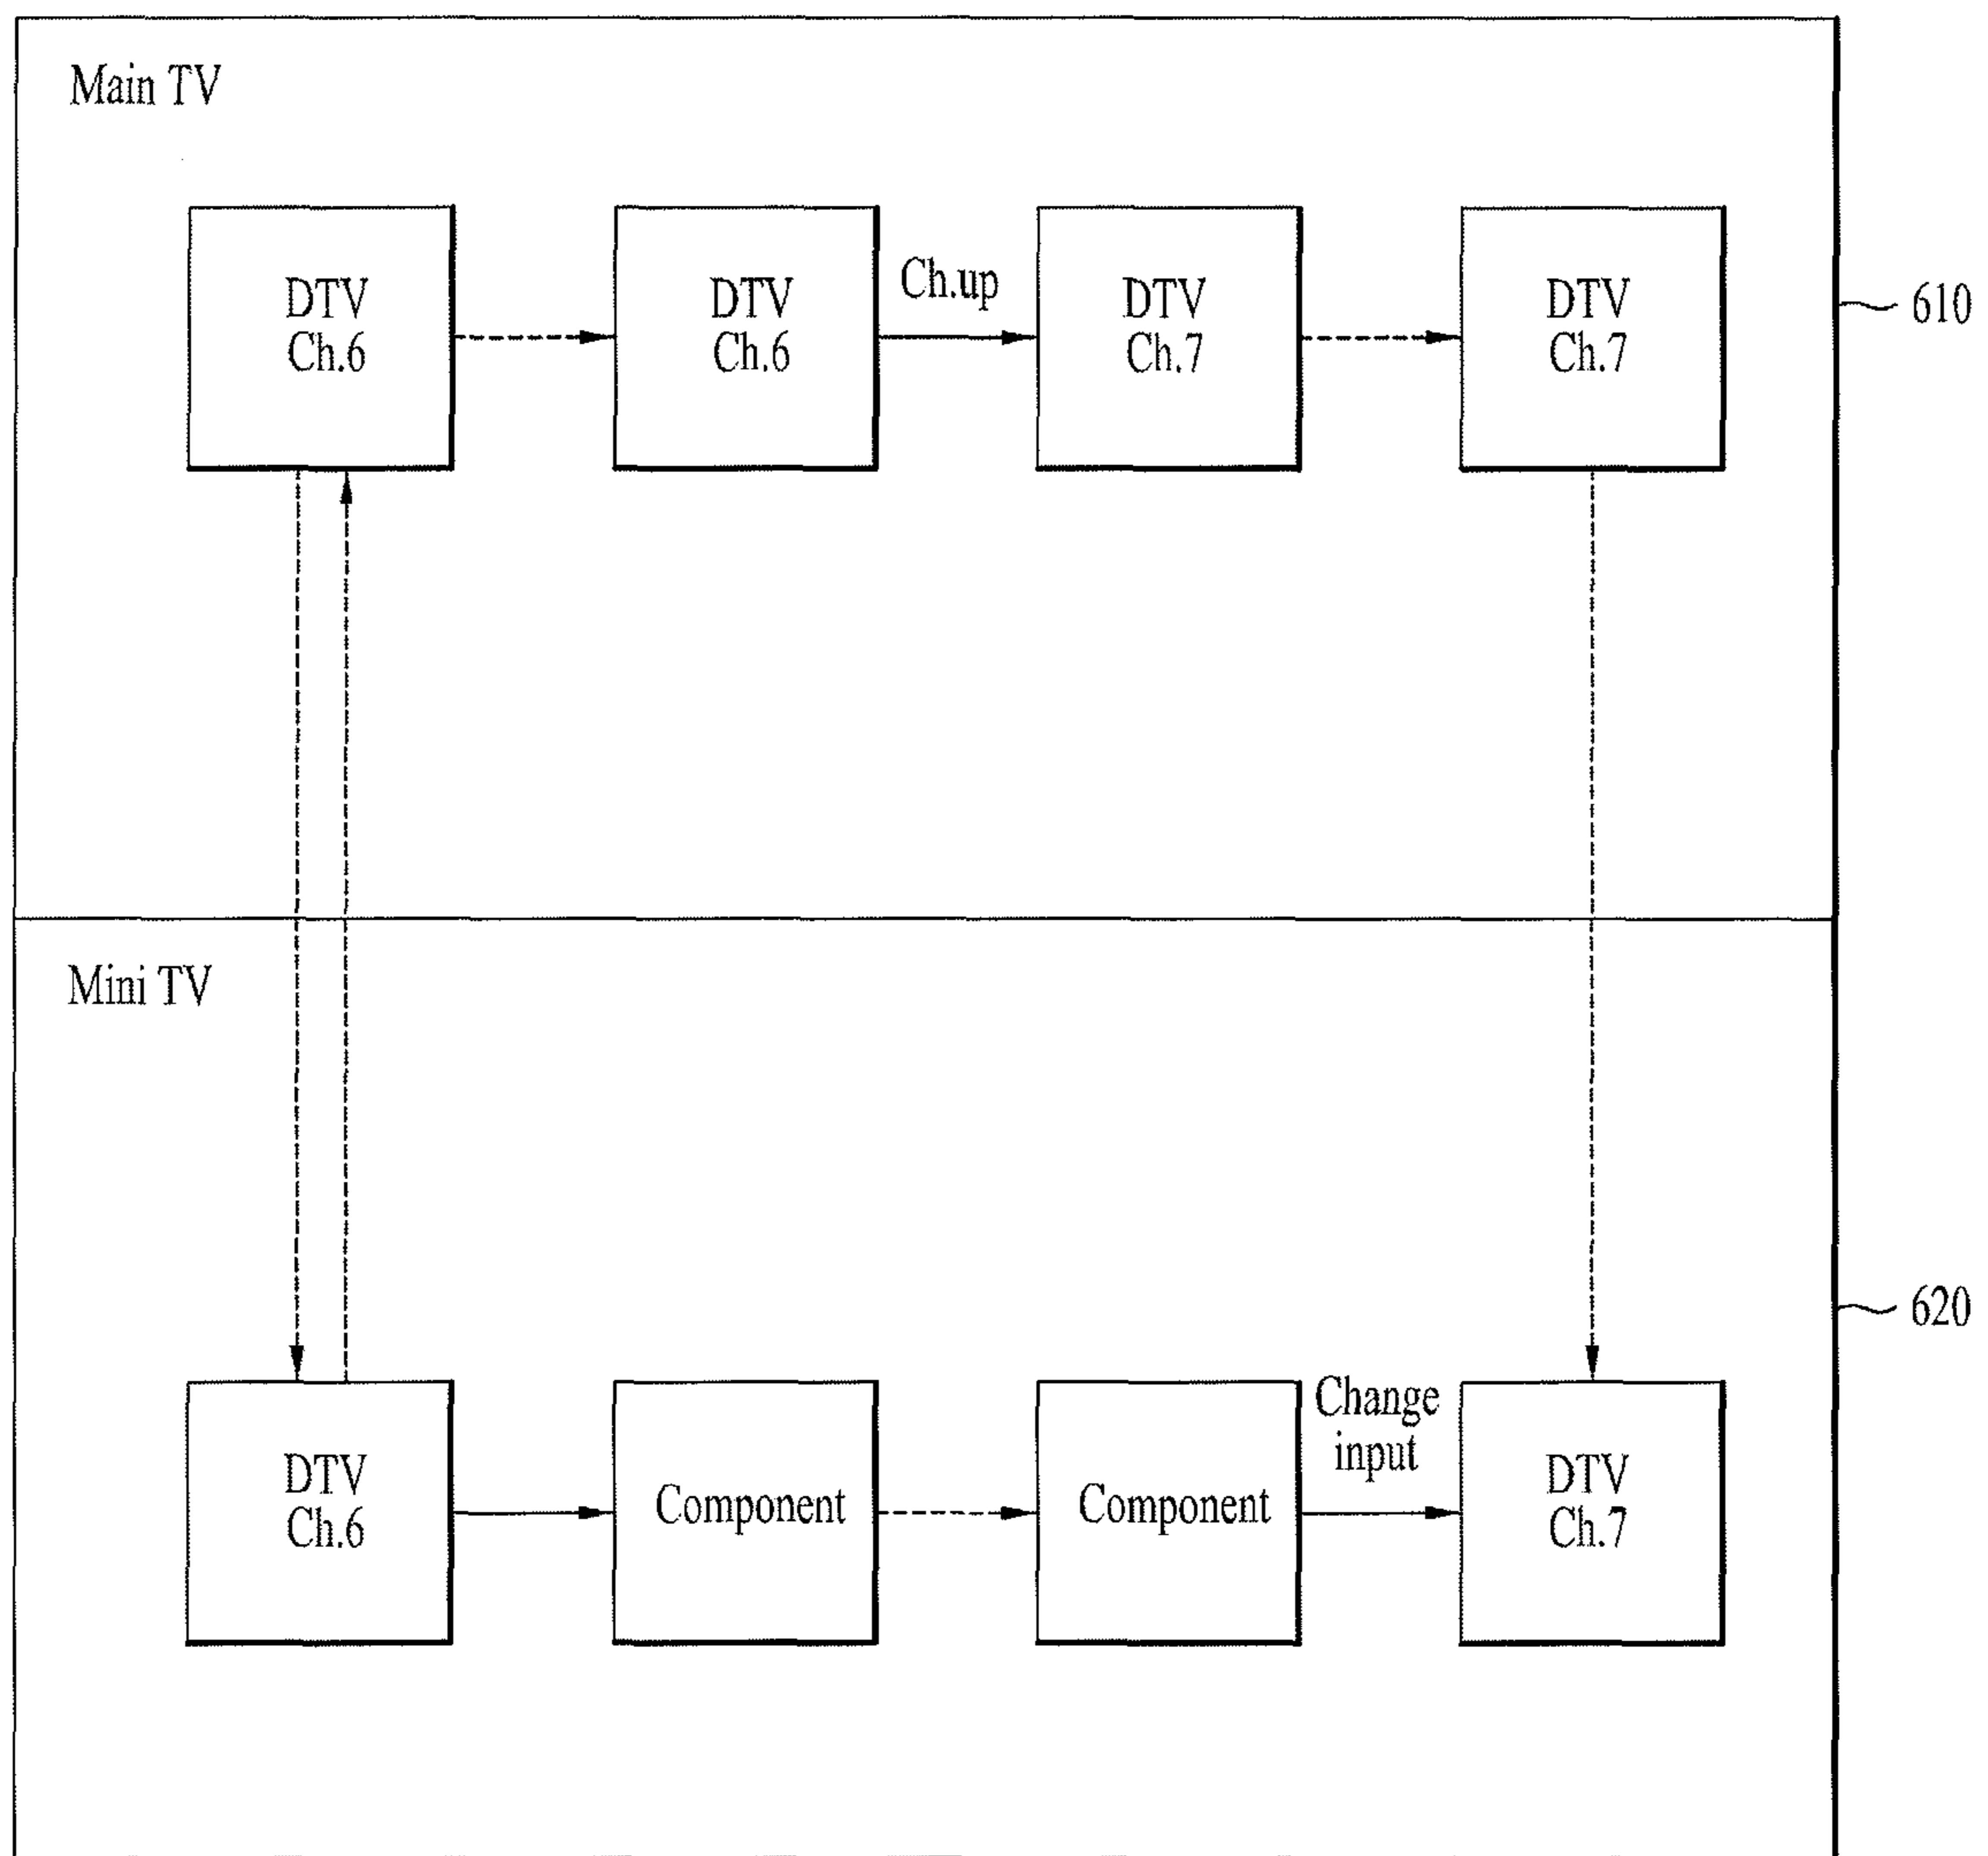 Main TV
DTV
Ch.6
DTV
Ch.6
Ch.up
DTV
Ch.7
DTV
Ch.7
610
Mini TV
DTV
Ch.6
Component
Component
Change
input
DTV
Ch.7
620